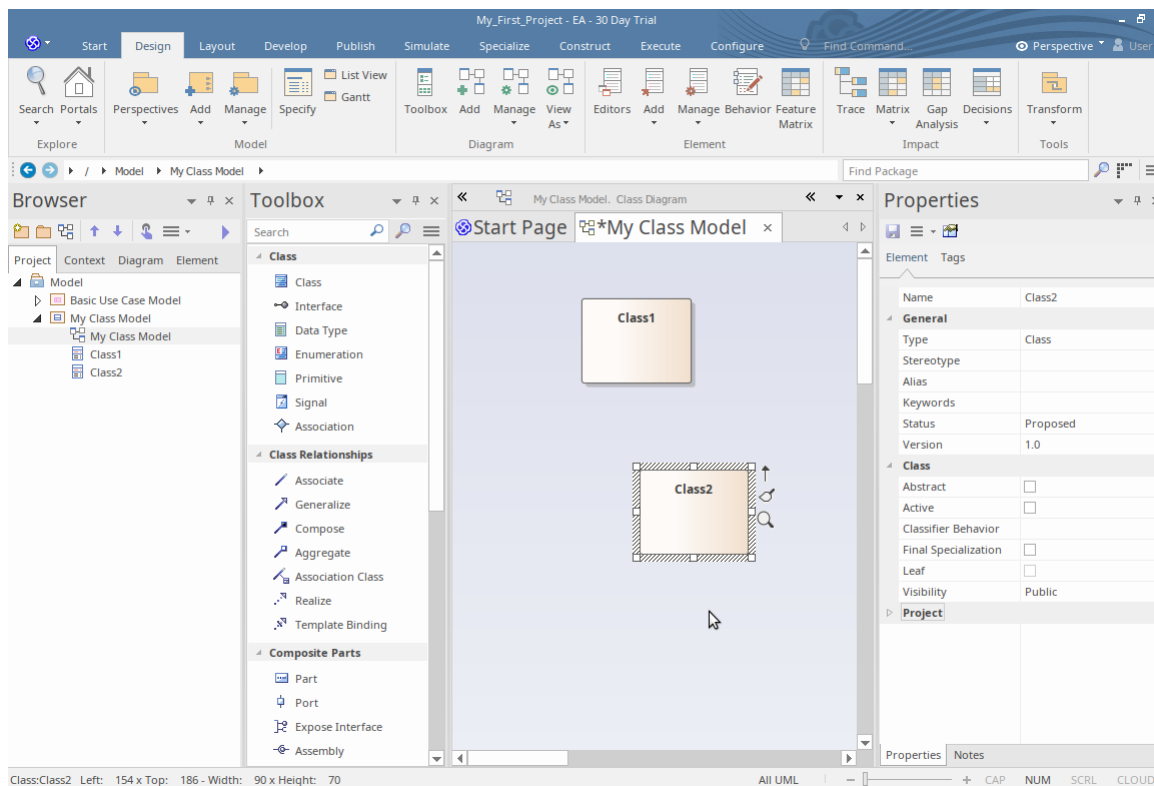 My_First_Project - EA - 30 Day Trial
Start Design Layout Develop Publish Simulate Specialize Construct Execute Configure Find Command... Perspective User
List View
Gantt
Search Portals Perspectives Add Manage Specify Toolbox Add Manage View As Editors Add Manage Behavior Feature Matrix Trace Matrix Gap Analysis Decisions Transform
Explore Model Diagram Element Impact Tools
/ Model My Class Model Find Package
Browser
Project Context Diagram Element
Model
Basic Use Case Model
My Class Model
My Class Model
Class1
Class2
Toolbox
Search
Class
Class
Interface
Data Type
Enumeration
Primitive
Signal
Association
Class Relationships
Associate
Generalize
Compose
Aggregate
Association Class
Realize
Template Binding
Composite Parts
Part
Port
Expose Interface
Assembly
My Class Model. Class Diagram
Start Page *My Class Model
Class1
Class2
Properties
Element Tags
Name Class2
General
Type Class
Stereotype
Alias
Keywords
Status Proposed
Version 1.0
Class
Abstract
Active
Classifier Behavior
Final Specialization
Leaf
Visibility Public
Project
Properties Notes
Class:Class2 Left: 154 x Top: 186 - Width: 90 x Height: 70 All UML CAP NUM SCRL CLOUD